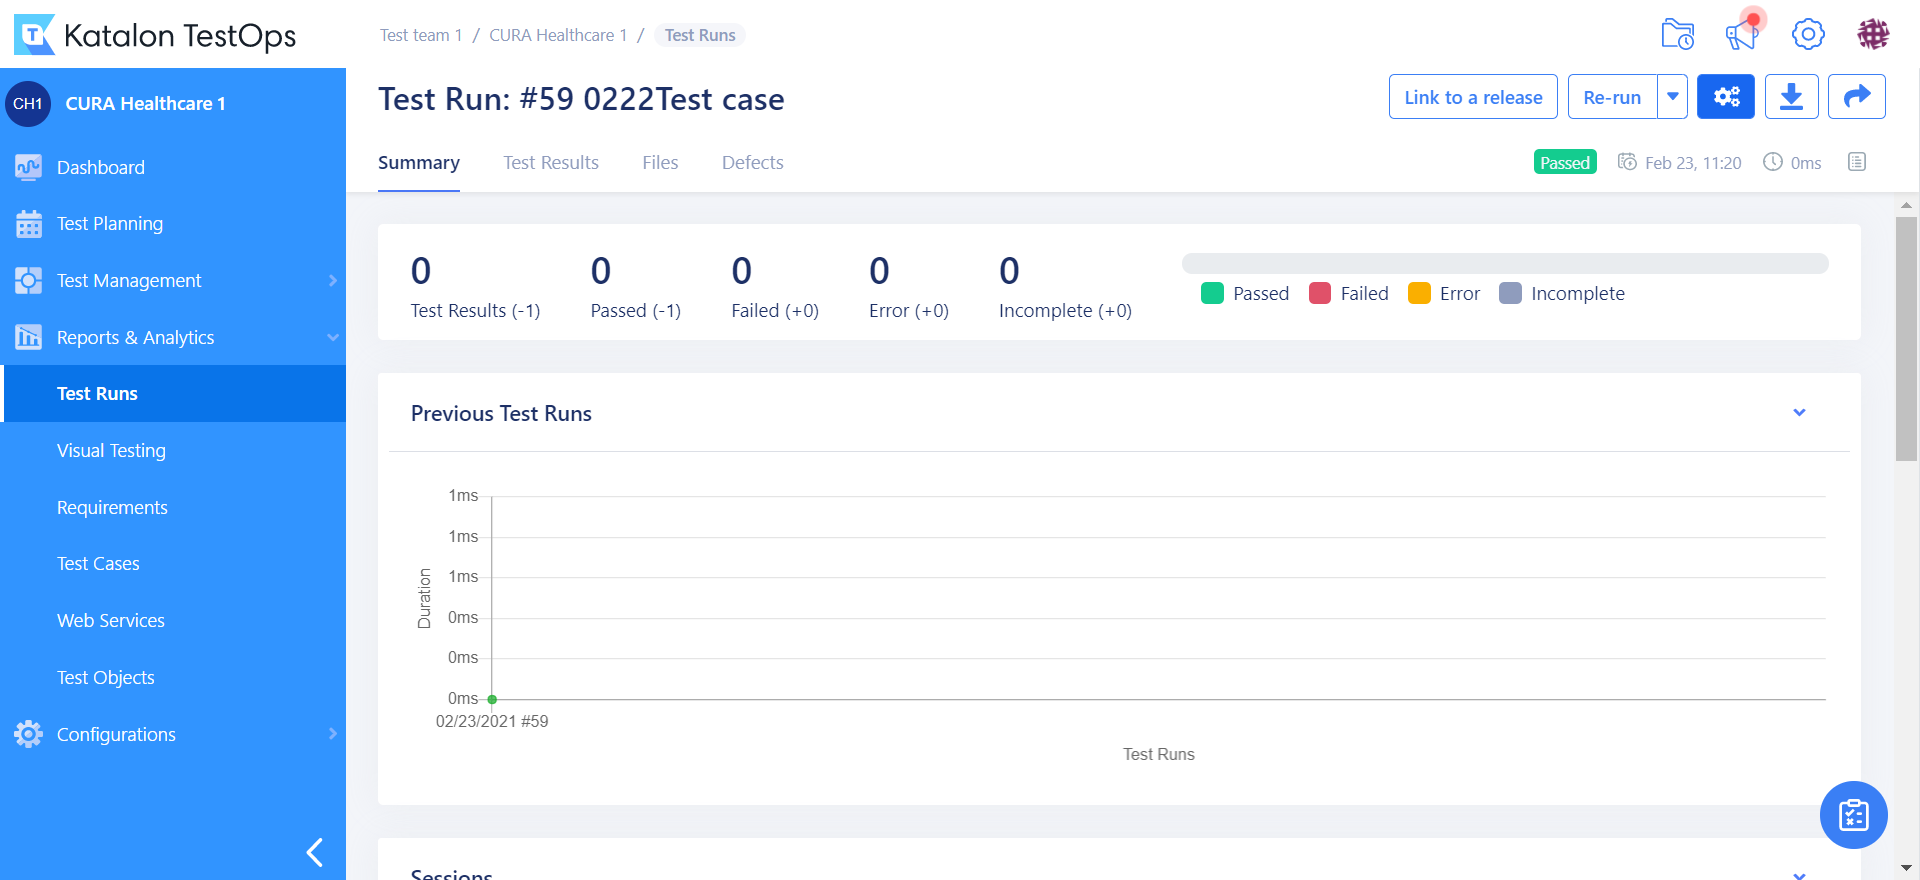 Katalon TestOps
Test team 1 / CURA Healthcare 1 / Test Runs
CH1 CURA Healthcare 1
Dashboard
Test Planning
Test Management
Reports & Analytics
Test Runs
Visual Testing
Requirements
Test Cases
Web Services
Test Objects
Configurations
Test Run: #59 0222Test case
Link to a release
Re-run
Summary Test Results Files Defects
Passed Feb 23, 11:20 0ms
0 0 0 0 0
Test Results (-1) Passed (-1) Failed (+0) Error (+0) Incomplete (+0)
Passed Failed Error Incomplete
Previous Test Runs
Duration
1ms
1ms
1ms
0ms
0ms
0ms
02/23/2021 #59
Test Runs
Sessions